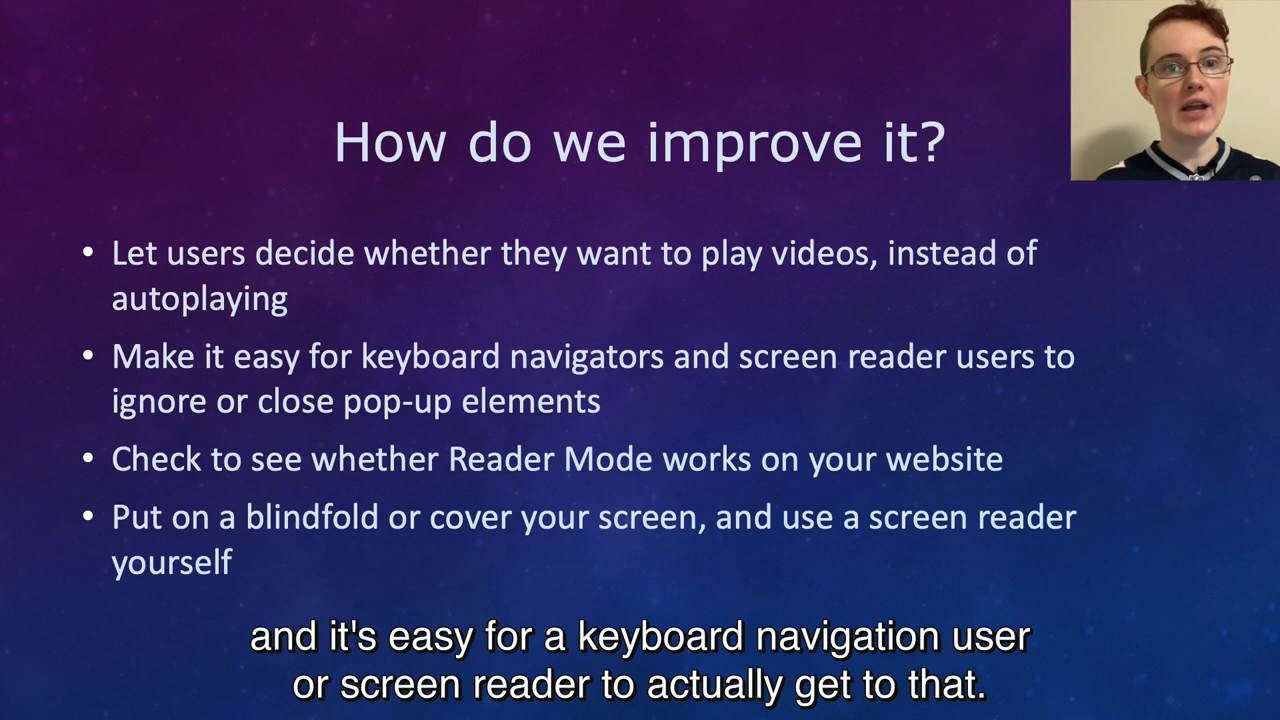 How do we improve it?
• Let users decide whether they want to play videos, instead of
autoplaying
• Make it easy for keyboard navigators and screen reader users to
ignore or close pop-up elements
• Check to see whether Reader Mode works on your website
• Put on a blindfold or cover your screen, and use a screen reader
yourself
and it's easy for a keyboard navigation user
or screen reader to actually get to that.